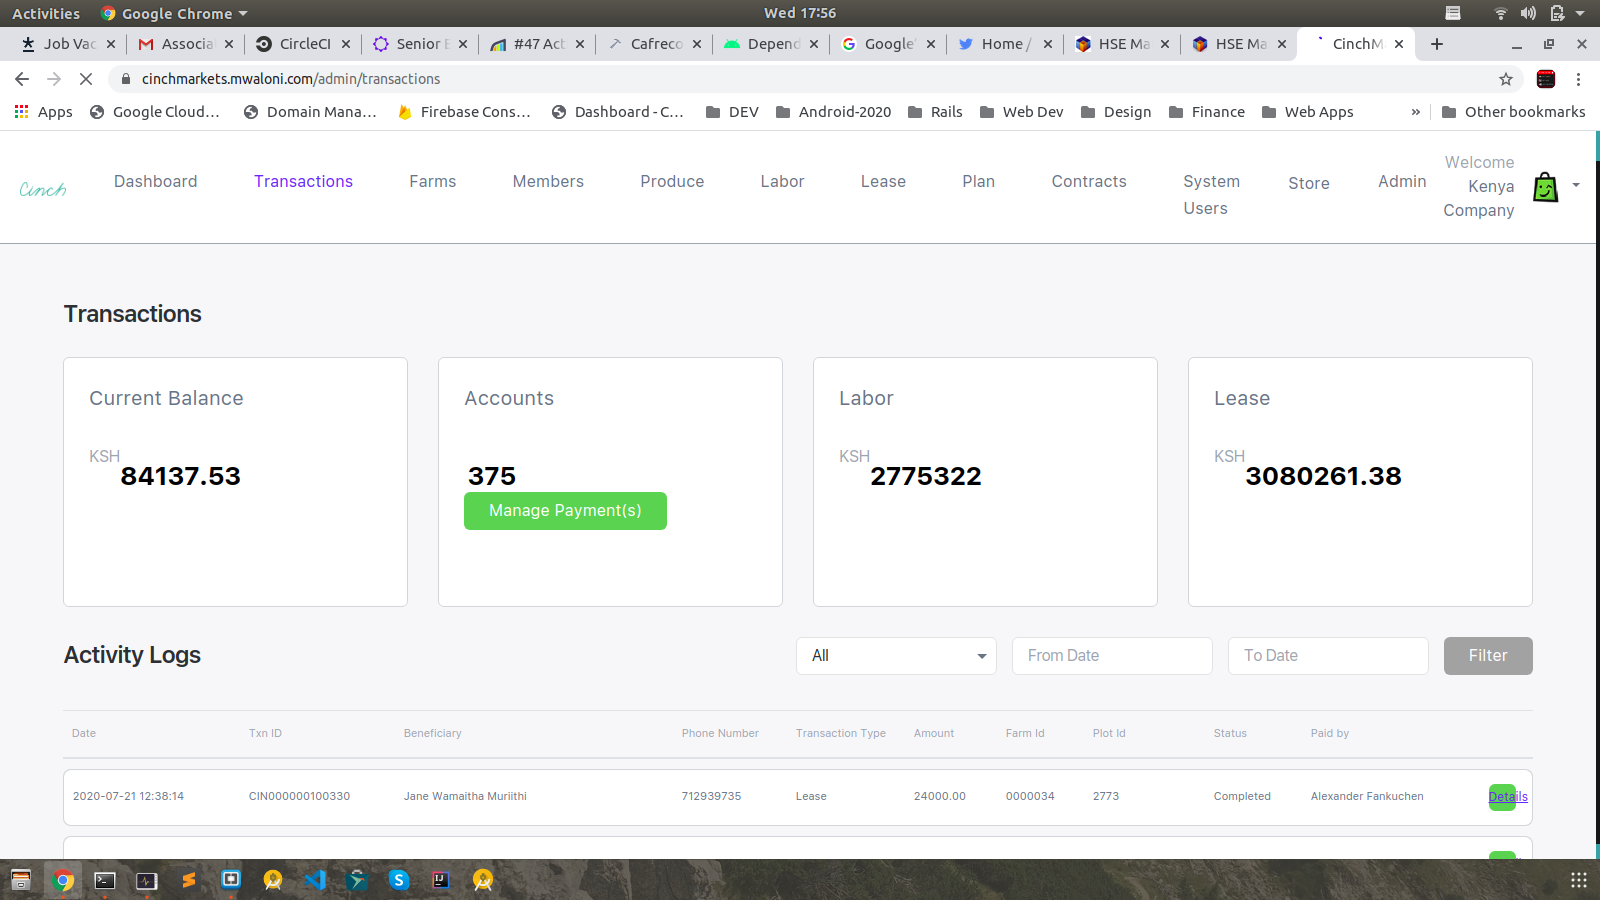 Activities Google Chrome Wed 17:56
Job Vac Associa CircleCI Senior E #47 Act Cafreco Depend Google' Home / HSE Ma HSE Ma CinchM
cinchmarkets.mwaloni.com/admin/transactions
Apps Google Cloud... Domain Mana... Firebase Cons... Dashboard - C... DEV Android-2020 Rails Web Dev Design Finance Web Apps » Other bookmarks
Cinch Dashboard Transactions Farms Members Produce Labor Lease Plan Contracts System Users Store Admin Welcome Kenya Company
Transactions
Current Balance Accounts Labor Lease
KSH 84137.53 375 KSH 2775322 KSH 3080261.38
Manage Payment(s)
Activity Logs All From Date To Date Filter
Date Txn ID Beneficiary Phone Number Transaction Type Amount Farm Id Plot Id Status Paid by
2020-07-21 12:38:14 CIN000000100330 Jane Wamaitha Muriithi 712939735 Lease 24000.00 0000034 2773 Completed Alexander Fankuchen Details